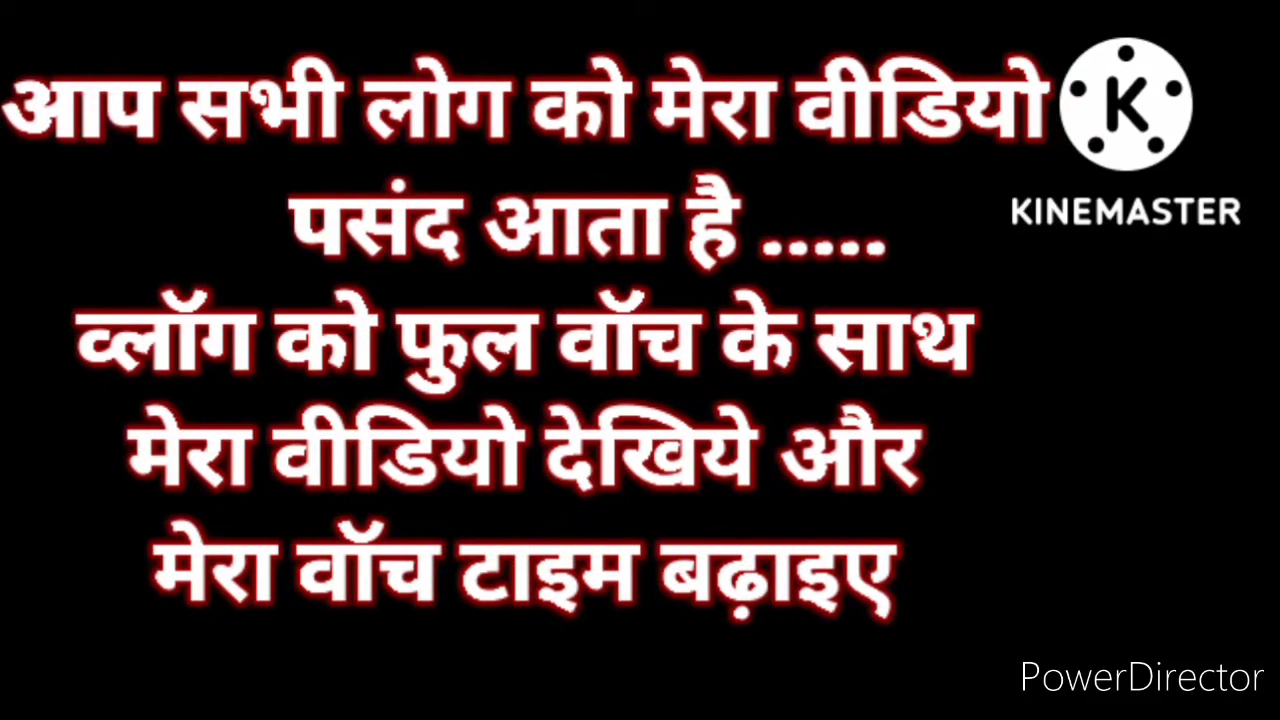 आप सभी लोग को मेरा वीडियो
K
KINEMASTER
पसंद आता है .....
व्लॉग को फुल वॉच के साथ
मेरा वीडियो देखिये और
मेरा वॉच टाइम बढ़ाइए
PowerDirector